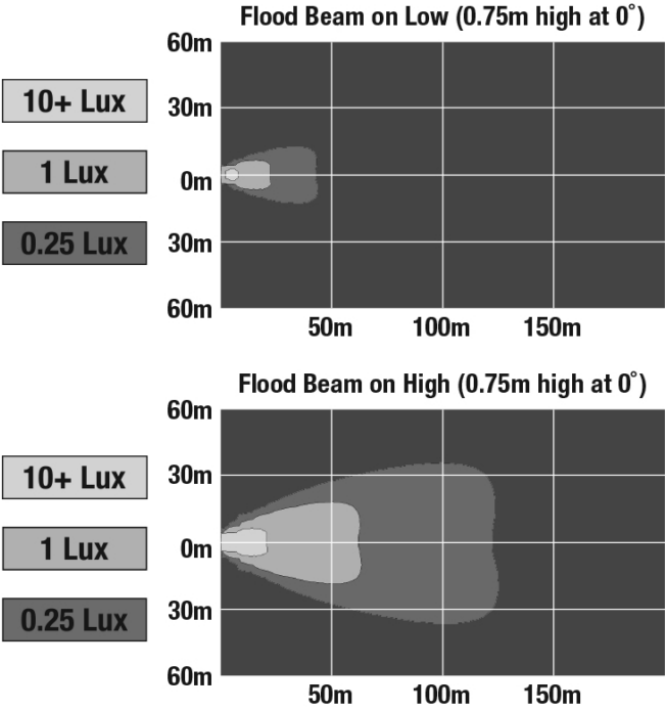 Flood Beam on Low (0.75m high at 0˚)
60m
10+ Lux
30m
1 Lux
0m
0.25 Lux
30m
60m
50m 100m 150m
Flood Beam on High (0.75m high at 0˚)
60m
10+ Lux
30m
1 Lux
0m
0.25 Lux
30m
60m
50m 100m 150m